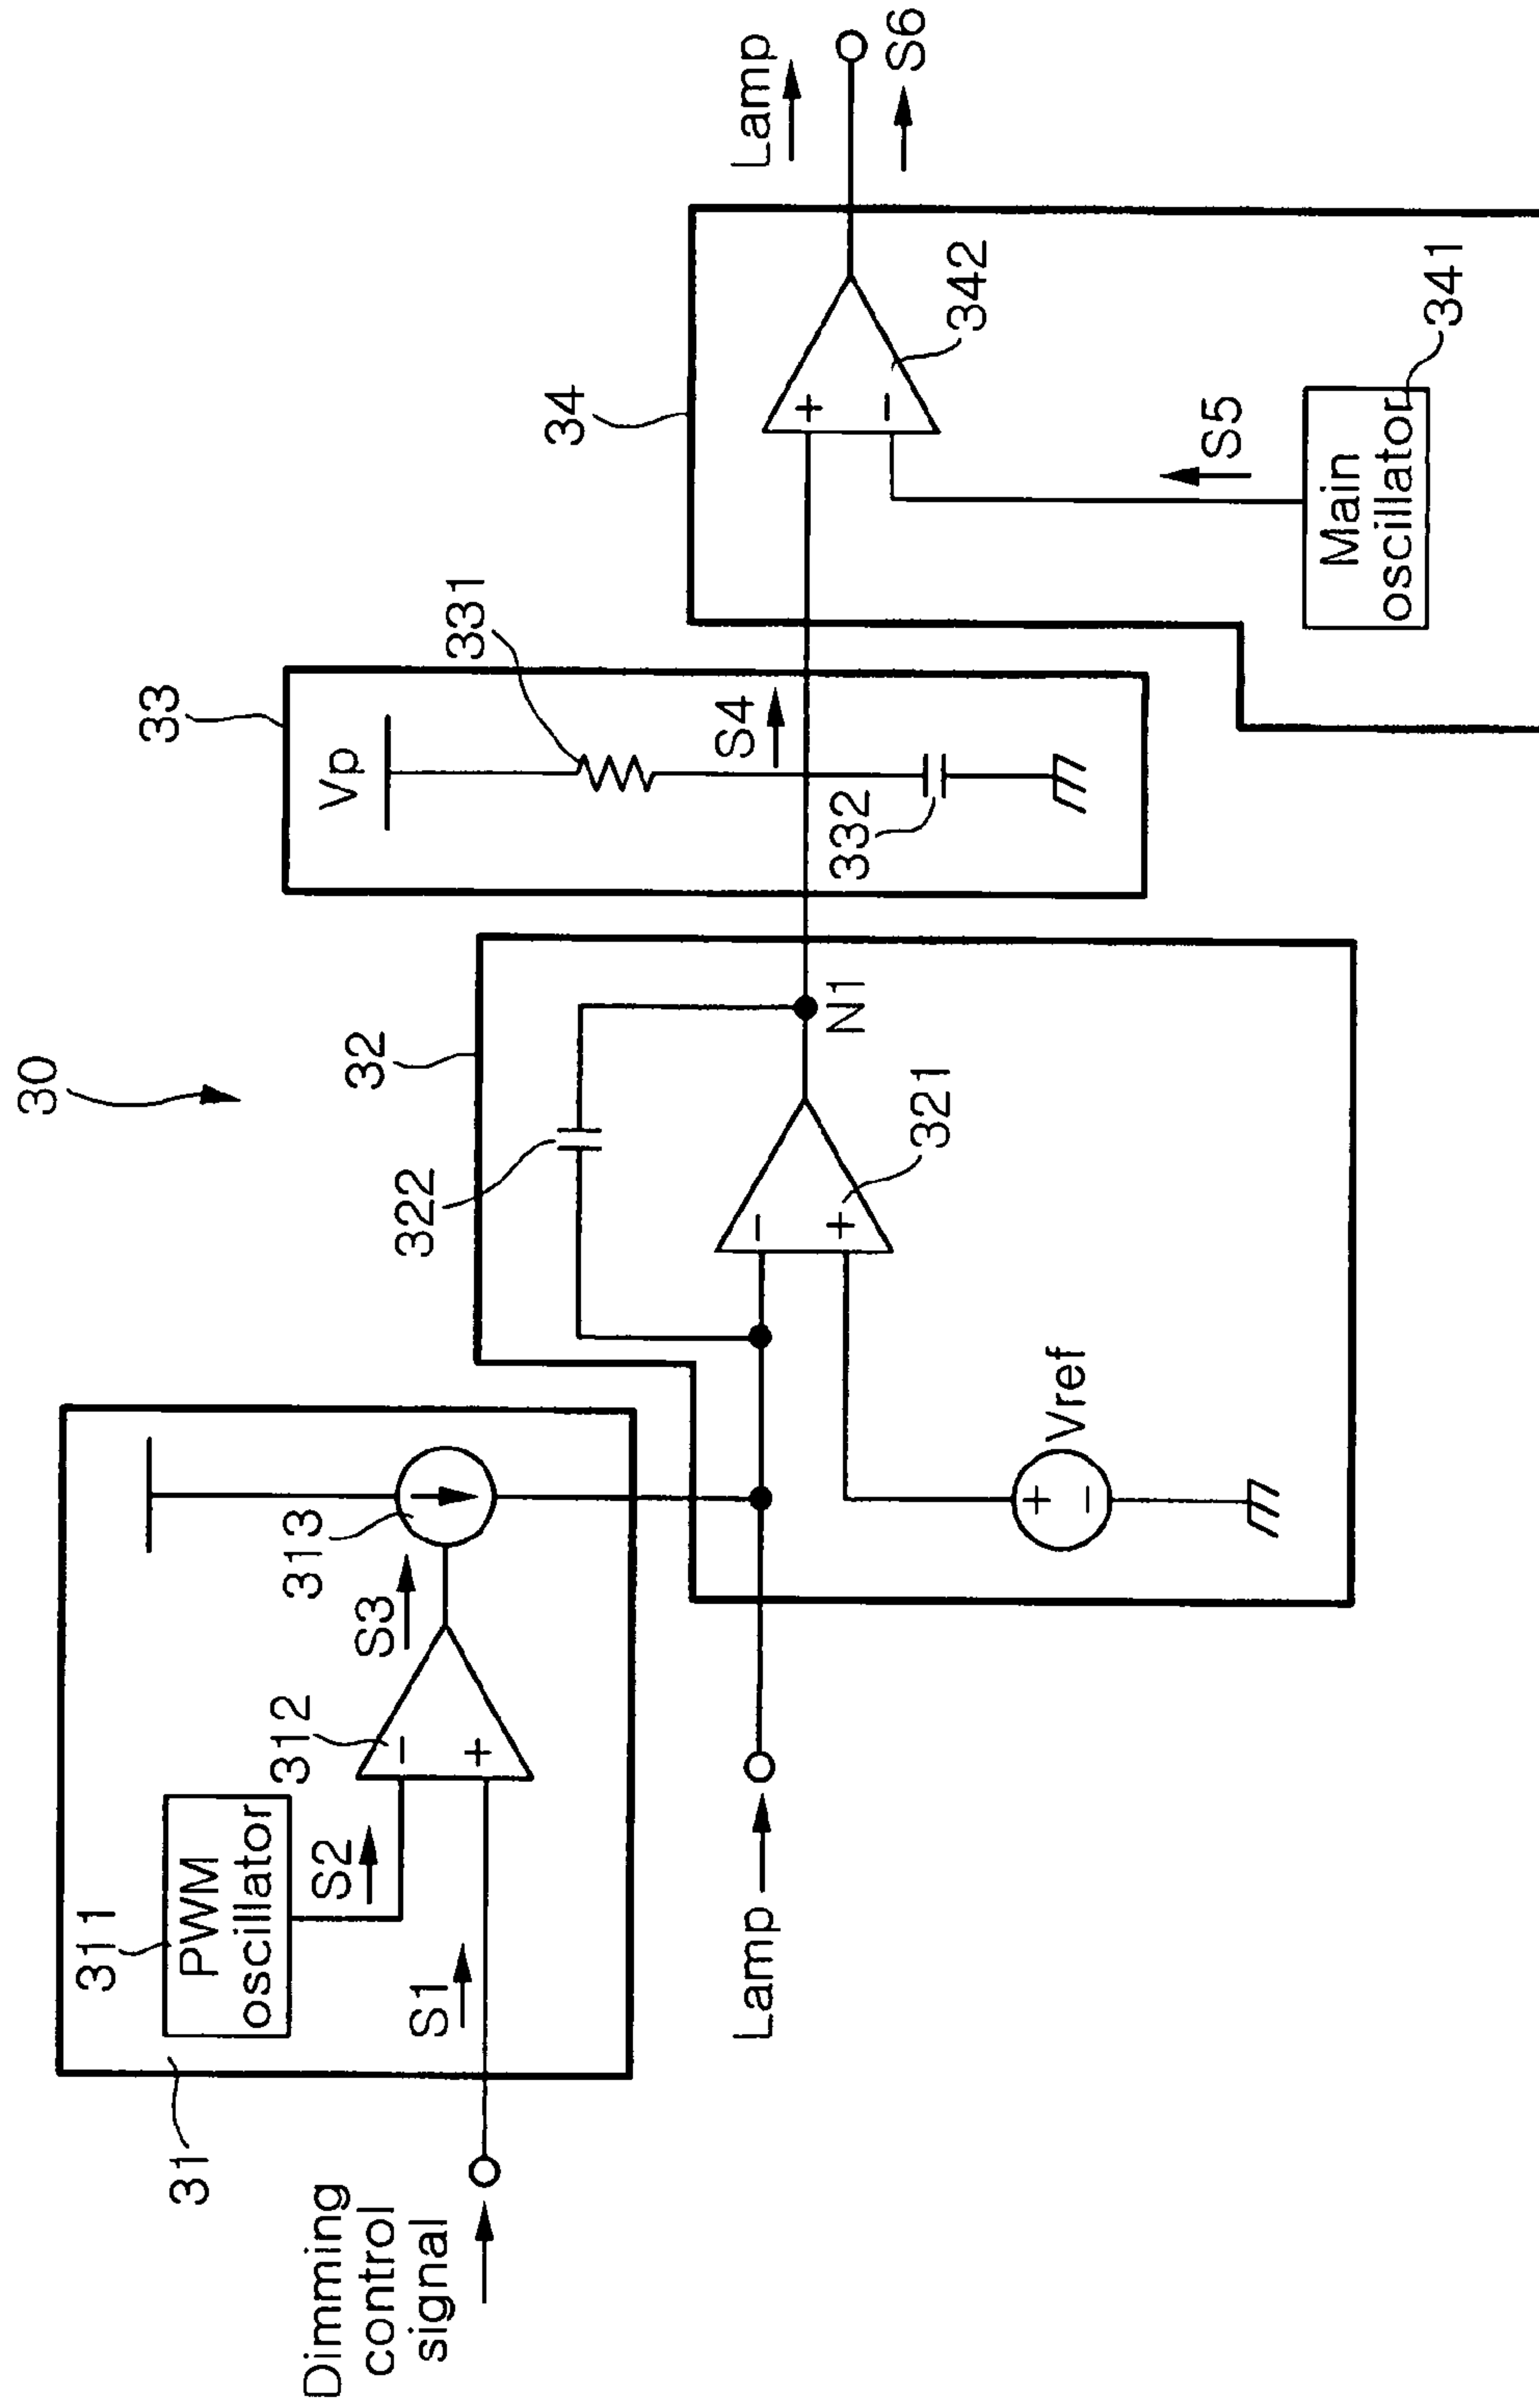 30
31
311
PWM
oscillator
S2
312
S3
313
Dimming
control
signal
S1
Lamp
32
322
321
N1
Vref
33
Vp
331
332
S4
34
342
S5
Main
oscillator
341
Lamp
S6
-
+
-
+
+
-
+
-